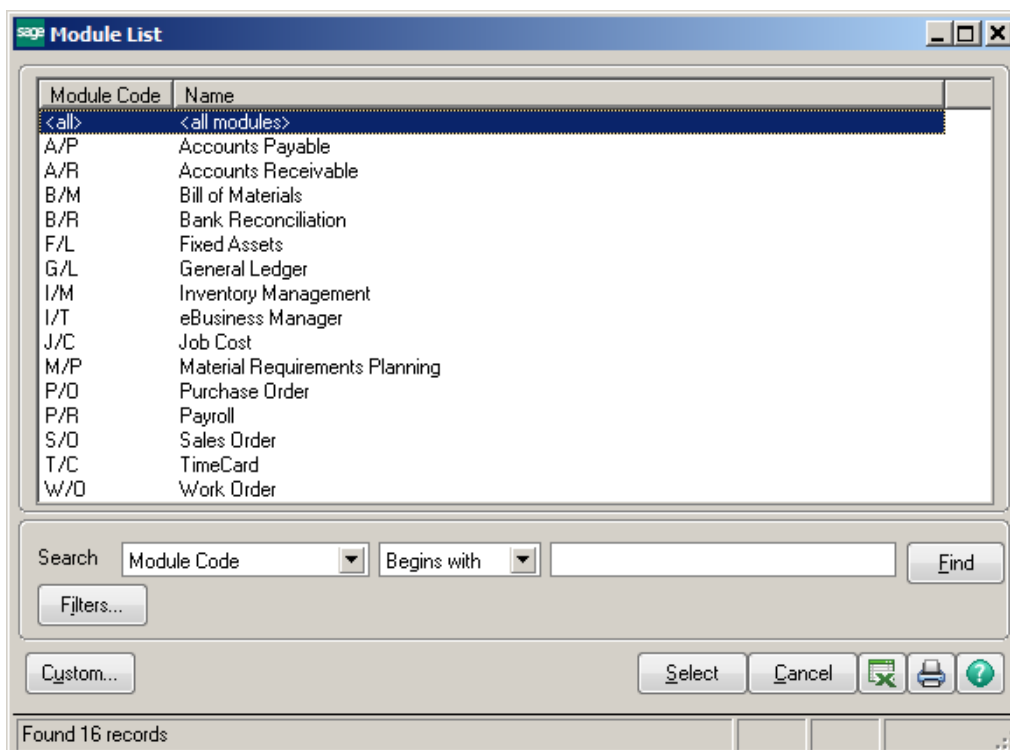 sage Module List
Module Code Name
<all> <all modules>
A/P Accounts Payable
A/R Accounts Receivable
B/M Bill of Materials
B/R Bank Reconciliation
F/L Fixed Assets
G/L General Ledger
I/M Inventory Management
I/T eBusiness Manager
J/C Job Cost
M/P Material Requirements Planning
P/O Purchase Order
P/R Payroll
S/O Sales Order
T/C TimeCard
W/O Work Order
Search Module Code Begins with Find
Filters...
Custom... Select Cancel ?
Found 16 records